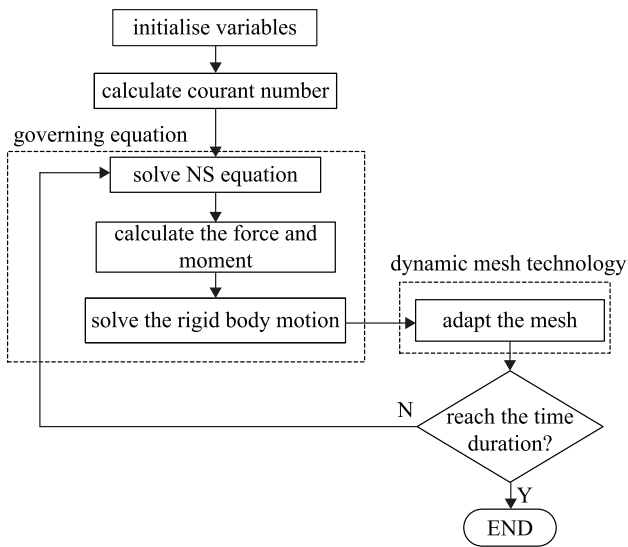 initialise variables
calculate courant number
governing equation
solve NS equation
calculate the force and
moment
dynamic mesh technology
solve the rigid body motion
adapt the mesh
N
reach the time
duration?
Y
END